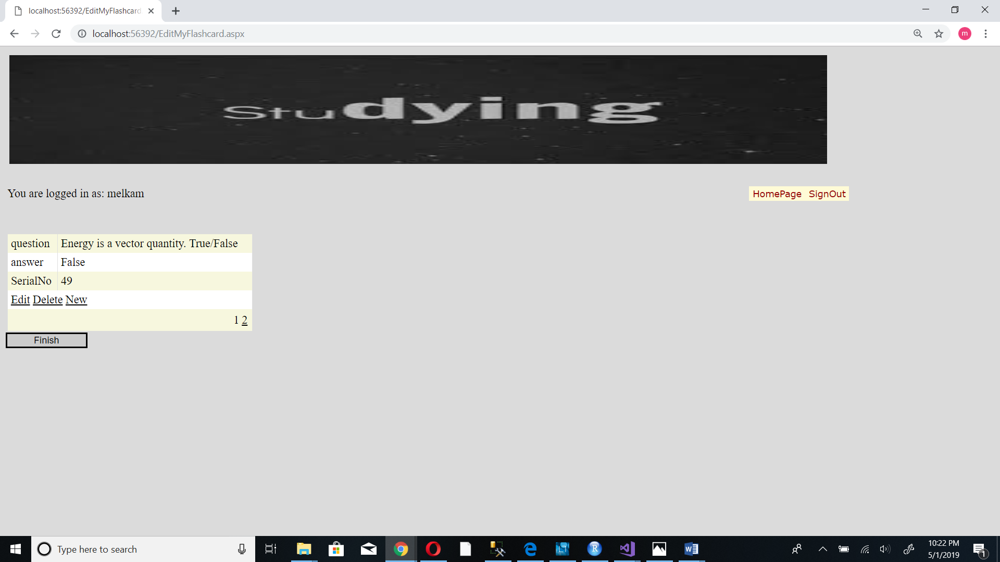 localhost:56392/EditMyFlashcard
localhost:56392/EditMyFlashcard.aspx
m
Studying
You are logged in as: melkam
HomePage SignOut
question Energy is a vector quantity. True/False
answer False
SerialNo 49
Edit Delete New
1 2
Finish
Type here to search
10:22 PM
5/1/2019
1